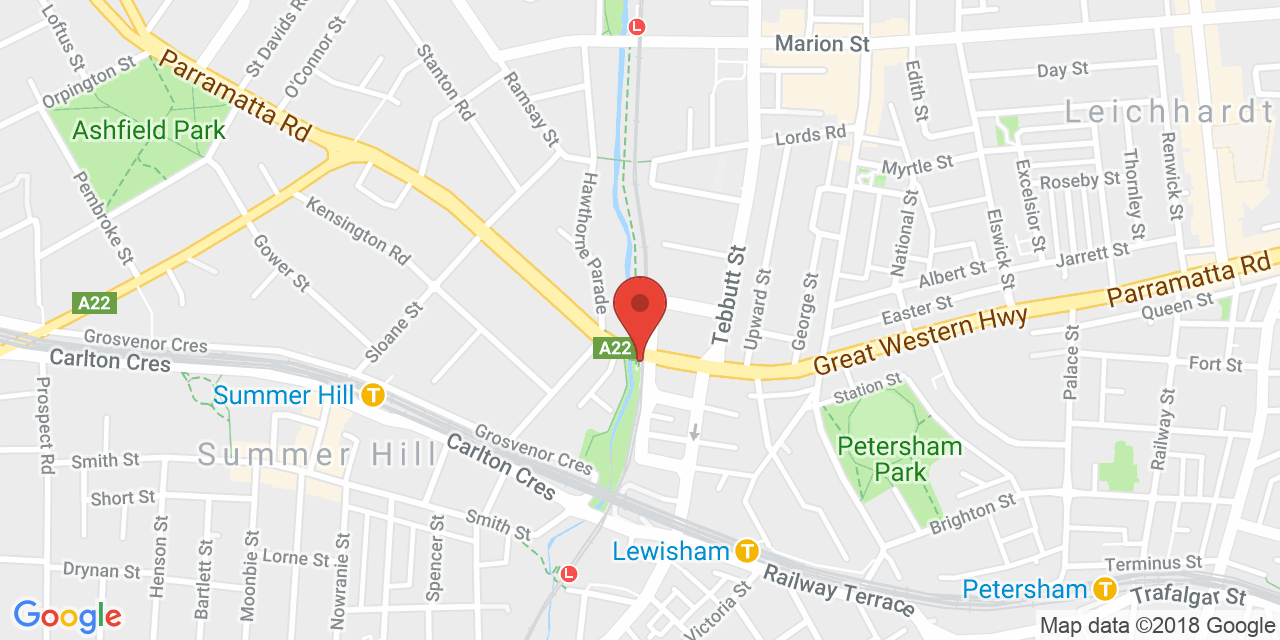 Loftus St
St Davids Rd
O'Connor St
Orpington St
Parramatta Rd
Stanton Rd
Ramsay St
L
Marion St
Edith St
Day St
Leichhardt
Ashfield Park
Lords Rd
Myrtle St
Renwick St
Thornley St
Excelsior St
Roseby St
Pembroke St
Kensington Rd
Hawthorne Parade
National St
Elswick St
Gower St
Tebbutt St
Jarrett St
Albert St
Upward St
George St
Easter St
Parramatta Rd
Queen St
A22
Sloane St
Great Western Hwy
Grosvenor Cres
Carlton Cres
A22
Palace St
Fort St
Summer Hill
T
Station St
Prospect Rd
Railway St
Petersham
Park
Summer Hill
Grosvenor Cres
Carlton Cres
Smith St
Short St
Brighton St
Smith St
Henson St
Bartlett St
Moonbie St
Lorne St
Nowranie St
Spencer St
Lewisham
T
Drynan St
L
Railway Terrace
Terminus St
Petersham
T
Trafalgar St
Victoria St
Google
Map data ©2018 Google